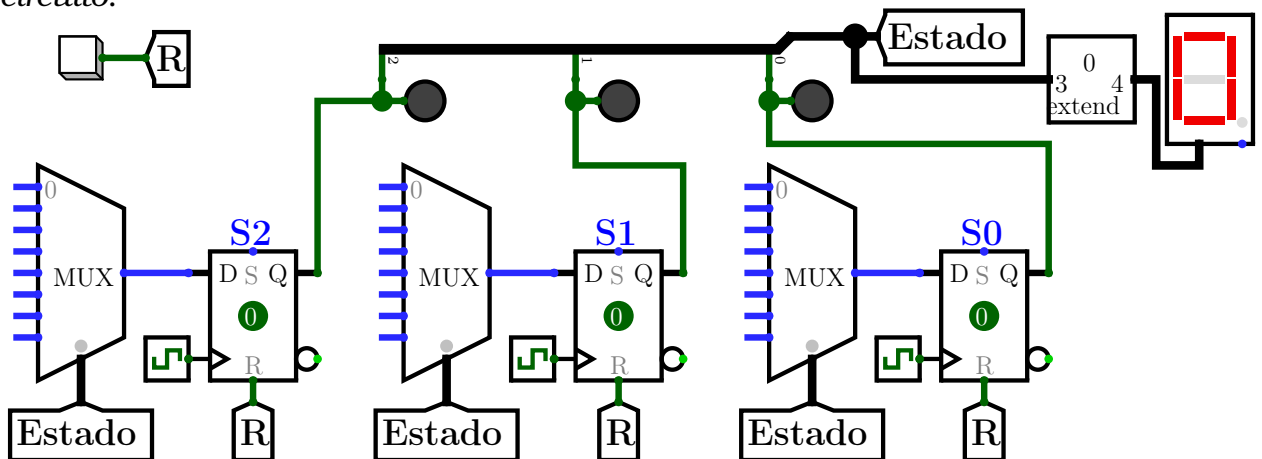 circuito.
R
2
1
0
Estado
0
3 4
extend
0
MUX
S2
D S Q
0
R
Estado
R
0
MUX
S1
D S Q
0
R
Estado
R
0
MUX
S0
D S Q
0
R
Estado
R